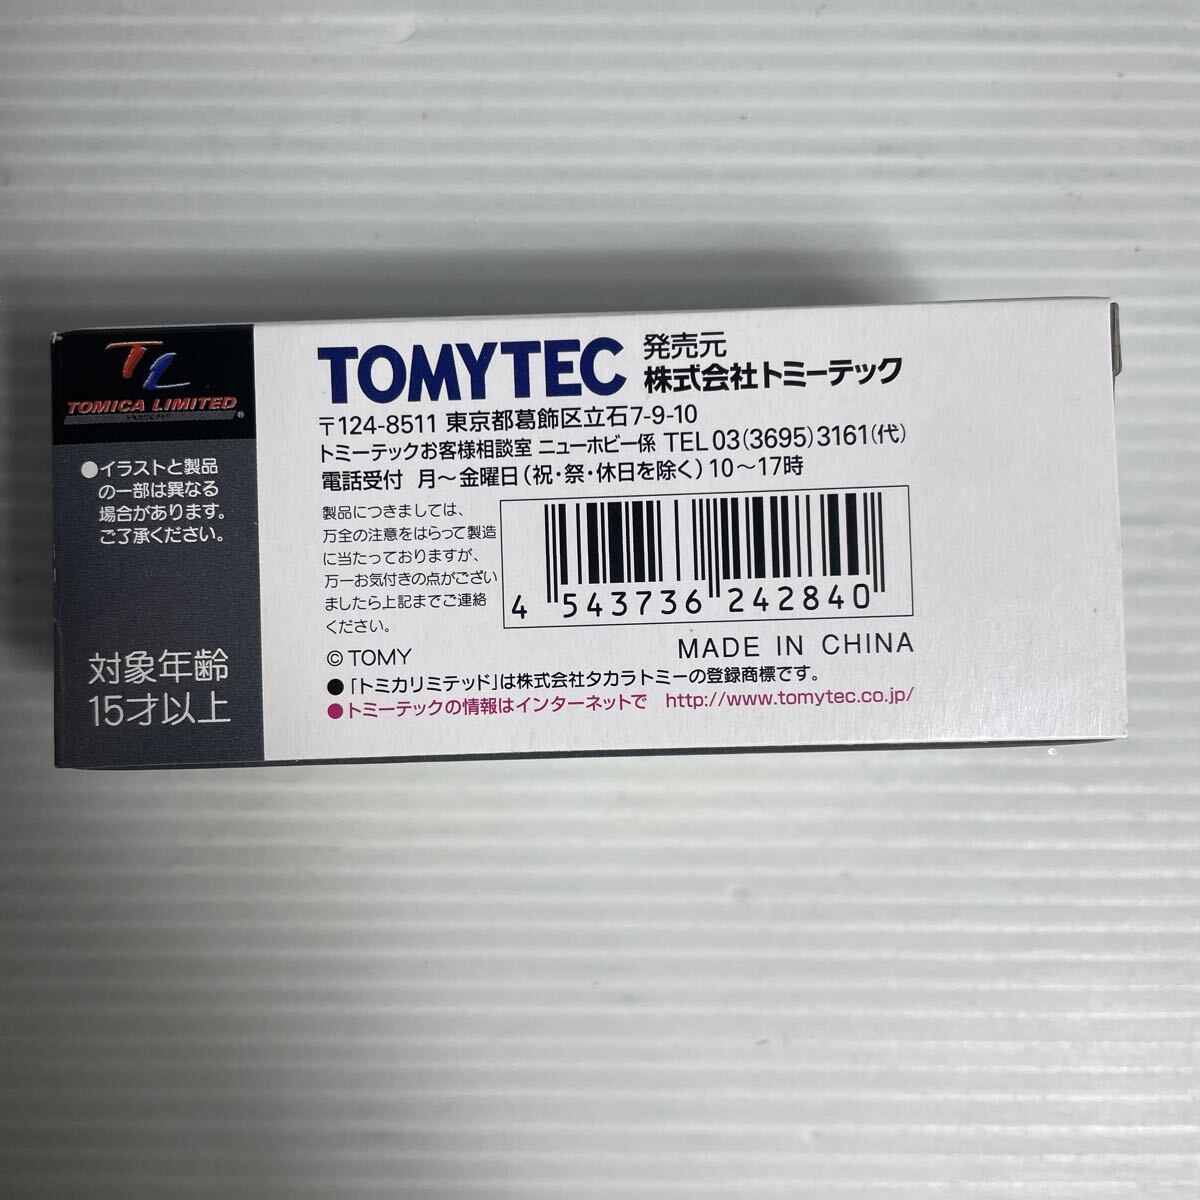 TL
TOMICA LIMITED
®
●イラストと製品
の一部は異なる
場合があります。
ご了承ください。
対象年齢
15才以上
TOMYTEC
発売元
株式会社トミーテック
〒124-8511 東京都葛飾区立石7-9-10
トミーテックお客様相談室 ニューホビー係 TEL 03(3695)3161(代)
電話受付 月〜金曜日(祝・祭・休日を除く)10〜17時
製品につきましては、
万全の注意をはらって製造
に当たっておりますが、
万一お気付きの点がござい
ましたら上記までご連絡
ください。
4 543736 242840
© TOMY
MADE IN CHINA
●「トミカリミテッド」は株式会社タカラトミーの登録商標です。
●トミーテックの情報はインターネットで http://www.tomytec.co.jp/